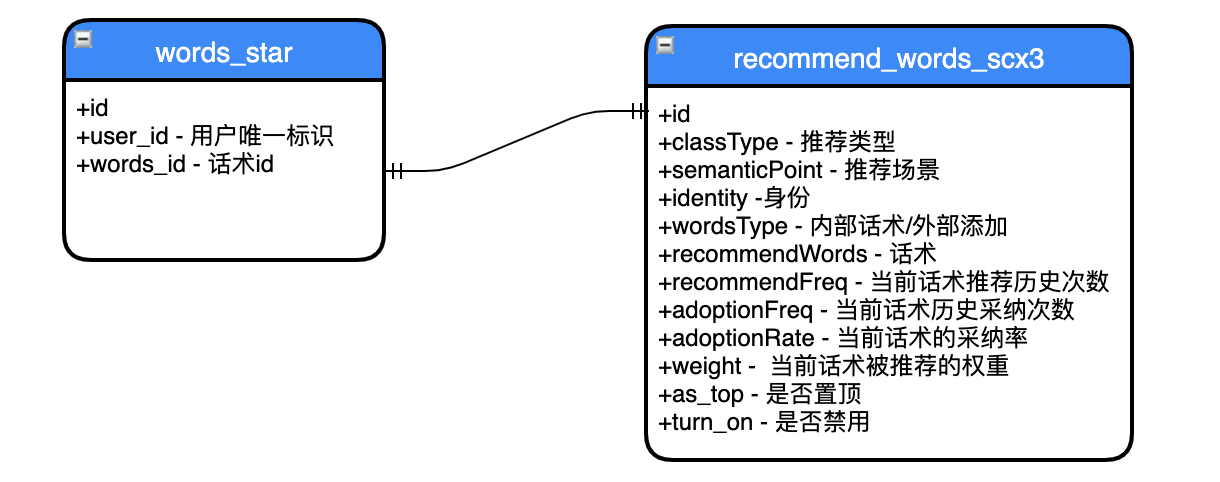 words_star
+id
+user_id - 用户唯一标识
+words_id - 话术id
recommend_words_scx3
+id
+classType - 推荐类型
+semanticPoint - 推荐场景
+identity -身份
+wordsType - 内部话术/外部添加
+recommendWords - 话术
+recommendFreq - 当前话术推荐历史次数
+adoptionFreq - 当前话术历史采纳次数
+adoptionRate - 当前话术的采纳率
+weight -  当前话术被推荐的权重
+as_top - 是否置顶
+turn_on - 是否禁用